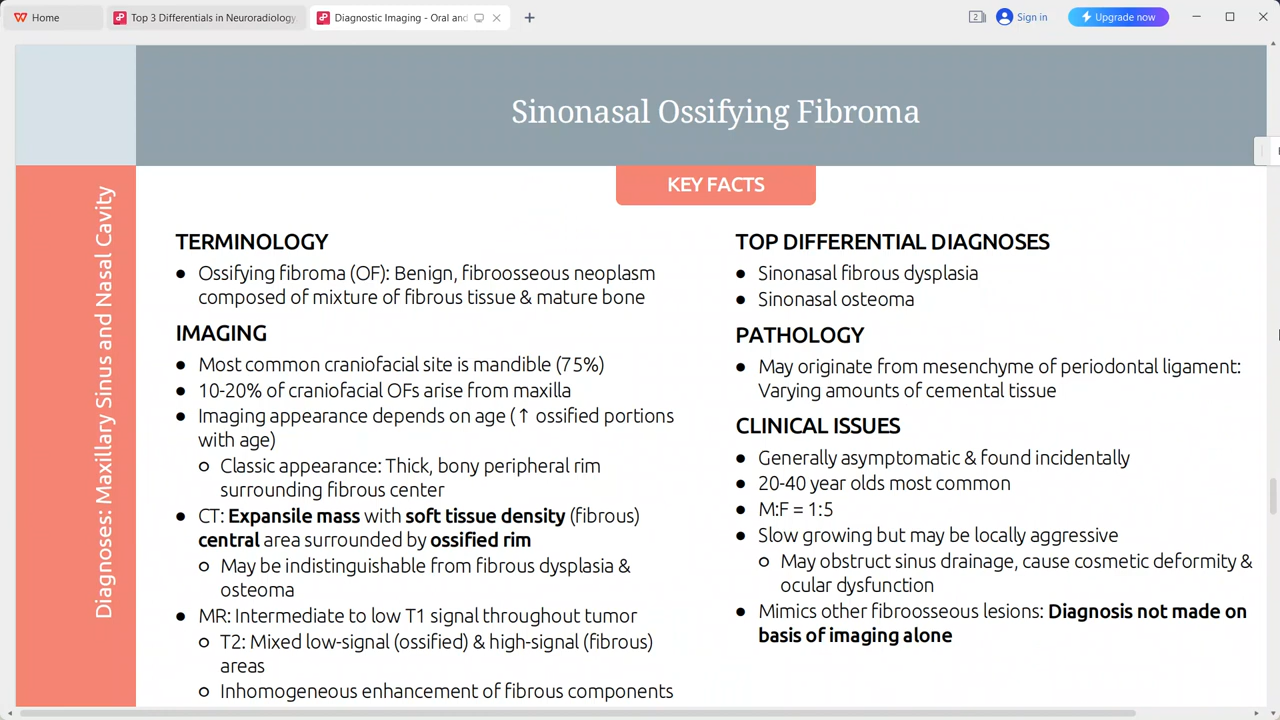 Home
Top 3 Differentials in Neuroradiology.
Diagnostic Imaging - Oral and
2
Sign in
Upgrade now
Sinonasal Ossifying Fibroma
KEY FACTS
Diagnoses: Maxillary Sinus and Nasal Cavity
TERMINOLOGY
● Ossifying fibroma (OF): Benign, fibroosseous neoplasm
composed of mixture of fibrous tissue & mature bone
IMAGING
● Most common craniofacial site is mandible (75%)
● 10-20% of craniofacial OFs arise from maxilla
● Imaging appearance depends on age (↑ ossified portions
with age)
○ Classic appearance: Thick, bony peripheral rim
surrounding fibrous center
● CT: Expansile mass with soft tissue density (fibrous)
central area surrounded by ossified rim
○ May be indistinguishable from fibrous dysplasia &
osteoma
● MR: Intermediate to low T1 signal throughout tumor
○ T2: Mixed low-signal (ossified) & high-signal (fibrous)
areas
○ Inhomogeneous enhancement of fibrous components
TOP DIFFERENTIAL DIAGNOSES
● Sinonasal fibrous dysplasia
● Sinonasal osteoma
PATHOLOGY
● May originate from mesenchyme of periodontal ligament:
Varying amounts of cemental tissue
CLINICAL ISSUES
● Generally asymptomatic & found incidentally
● 20-40 year olds most common
● M:F = 1:5
● Slow growing but may be locally aggressive
○ May obstruct sinus drainage, cause cosmetic deformity &
ocular dysfunction
● Mimics other fibroosseous lesions: Diagnosis not made on
basis of imaging alone